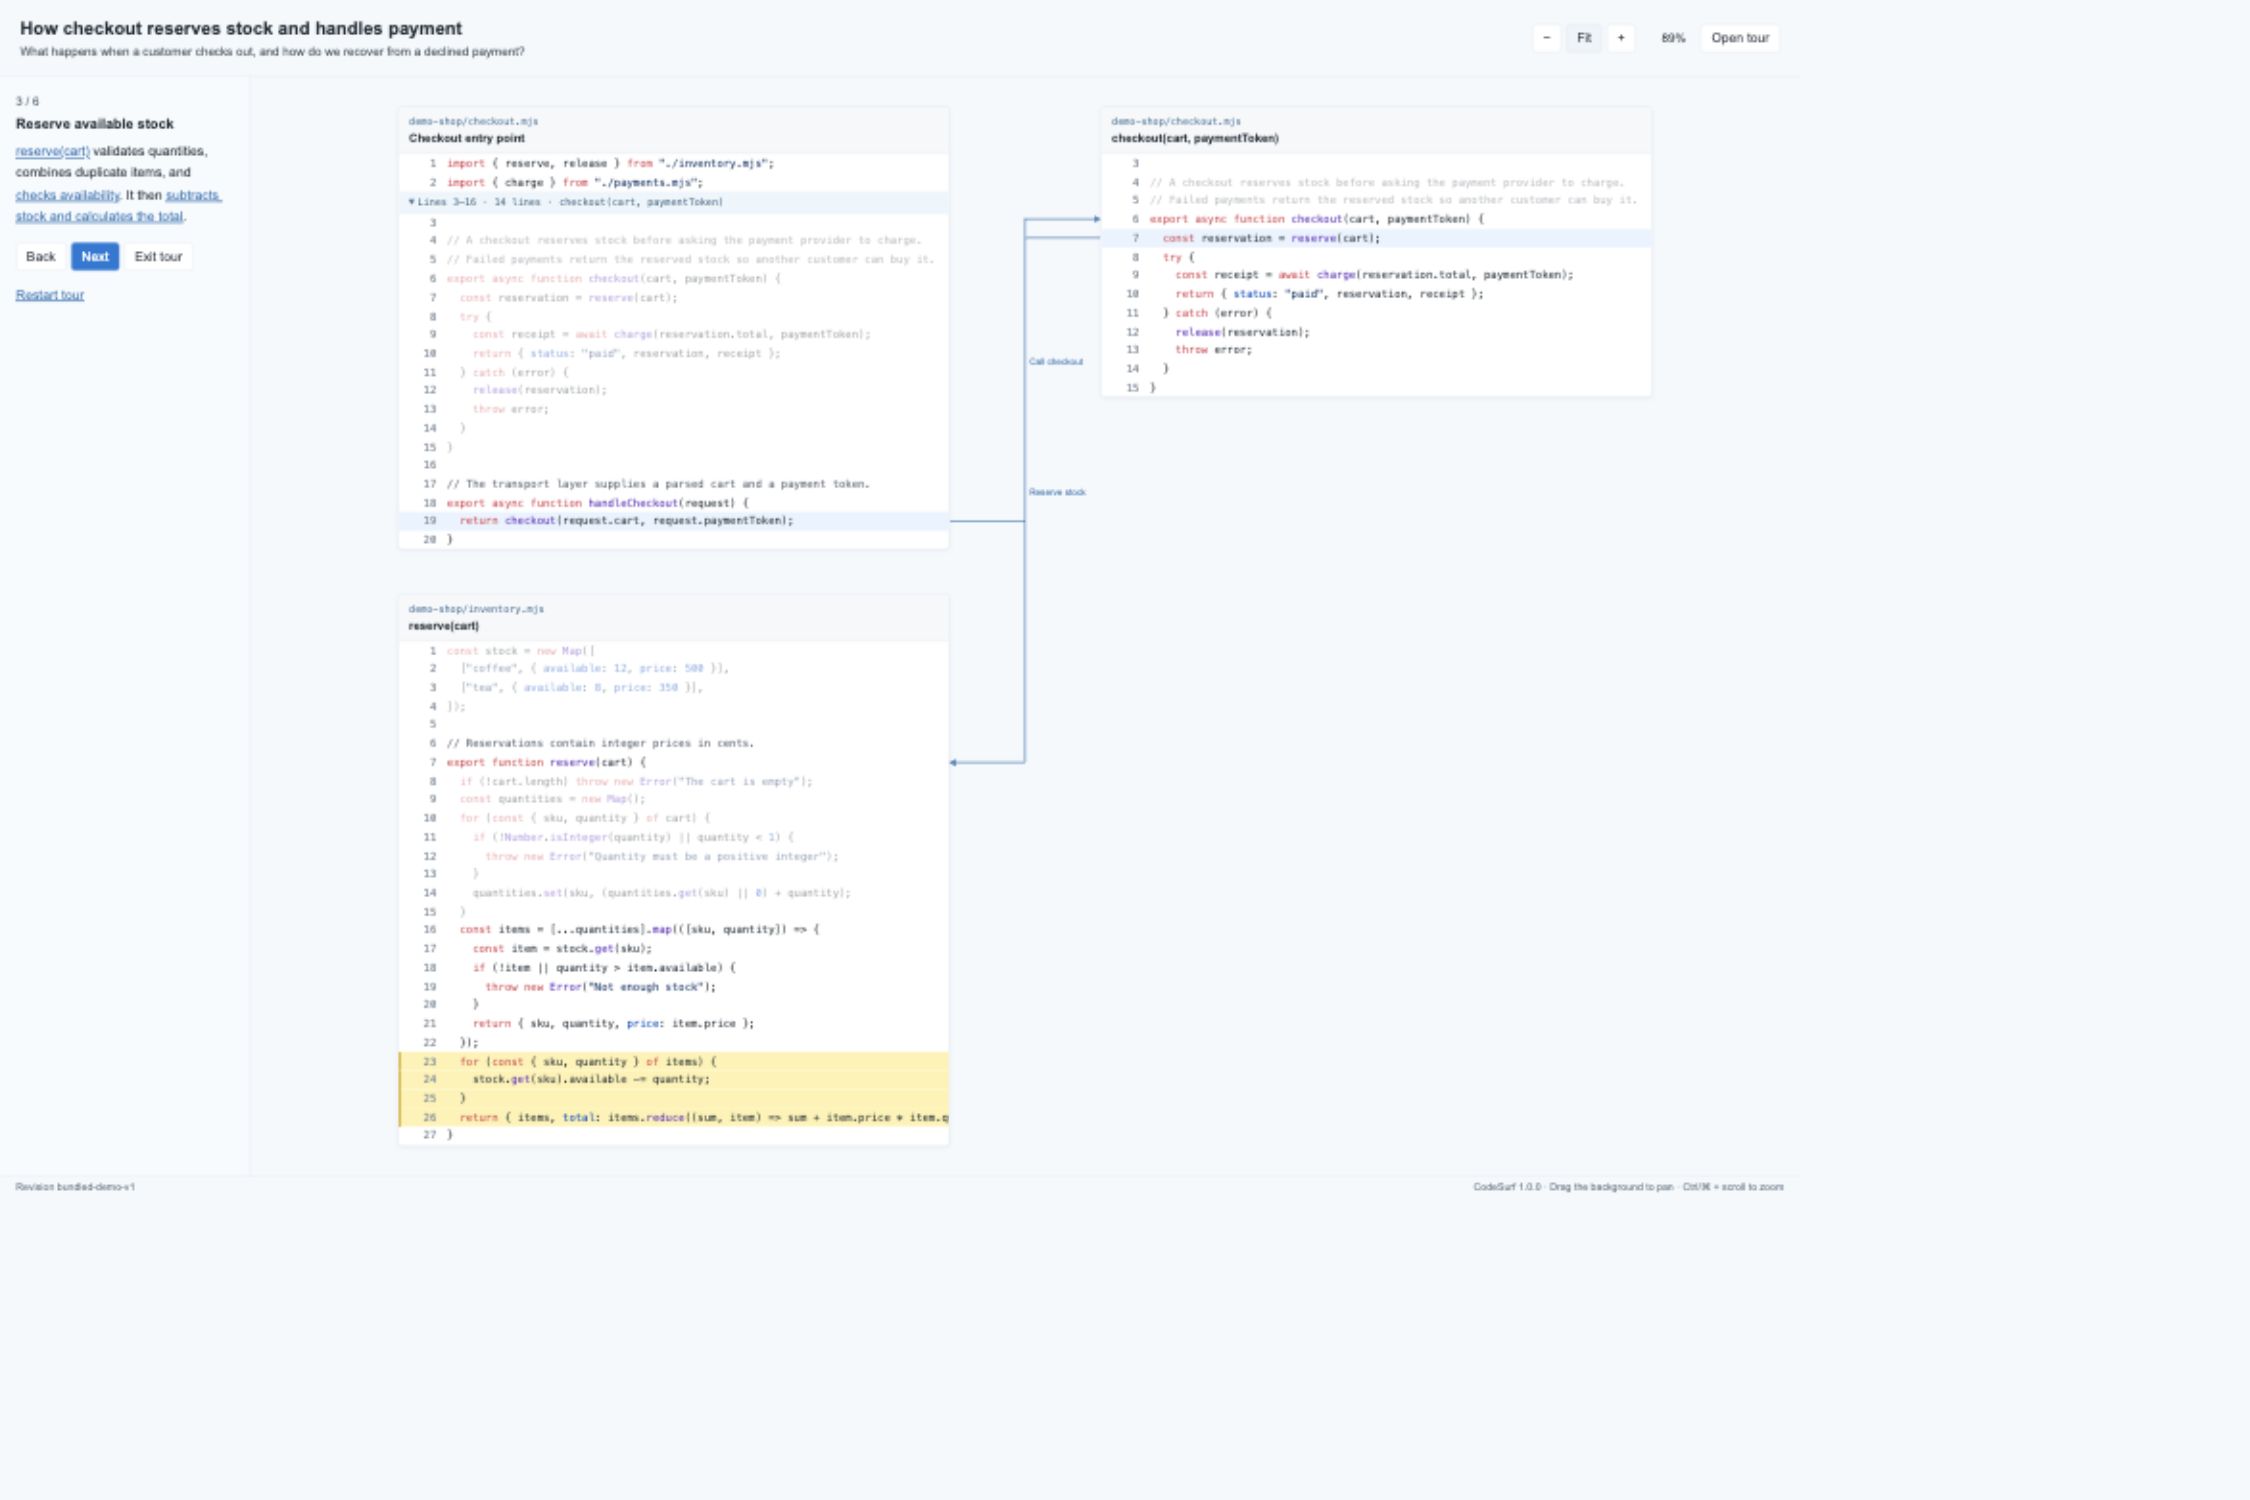 How checkout reserves stock and handles payment
What happens when a customer checks out, and how do we recover from a declined payment?
−
Fit
+
89%
Open tour
3 / 6
Reserve available stock
reserve(cart) validates quantities,
combines duplicate items, and
checks availability. It then subtracts
stock and calculates the total.
Back
Next
Exit tour
Restart tour
demo-shop/checkout.mjs
Checkout entry point
1 import { reserve, release } from "./inventory.mjs";
2 import { charge } from "./payments.mjs";
▼ Lines 3–16 · 14 lines · checkout(cart, paymentToken)
3
4 // A checkout reserves stock before asking the payment provider to charge.
5 // Failed payments return the reserved stock so another customer can buy it.
6 export async function checkout(cart, paymentToken) {
7 const reservation = reserve(cart);
8 try {
9 const receipt = await charge(reservation.total, paymentToken);
10 return { status: "paid", reservation, receipt };
11 } catch (error) {
12 release(reservation);
13 throw error;
14 }
15 }
16
17 // The transport layer supplies a parsed cart and a payment token.
18 export async function handleCheckout(request) {
19 return checkout(request.cart, request.paymentToken);
20 }
Call checkout
Reserve stock
demo-shop/checkout.mjs
checkout(cart, paymentToken)
3
4 // A checkout reserves stock before asking the payment provider to charge.
5 // Failed payments return the reserved stock so another customer can buy it.
6 export async function checkout(cart, paymentToken) {
7 const reservation = reserve(cart);
8 try {
9 const receipt = await charge(reservation.total, paymentToken);
10 return { status: "paid", reservation, receipt };
11 } catch (error) {
12 release(reservation);
13 throw error;
14 }
15 }
demo-shop/inventory.mjs
reserve(cart)
1 const stock = new Map([
2 ["coffee", { available: 12, price: 500 }],
3 ["tea", { available: 8, price: 350 }],
4 ]);
5
6 // Reservations contain integer prices in cents.
7 export function reserve(cart) {
8 if (!cart.length) throw new Error("The cart is empty");
9 const quantities = new Map();
10 for (const { sku, quantity } of cart) {
11 if (!Number.isInteger(quantity) || quantity < 1) {
12 throw new Error("Quantity must be a positive integer");
13 }
14 quantities.set(sku, (quantities.get(sku) || 0) + quantity);
15 }
16 const items = [...quantities].map(([sku, quantity]) => {
17 const item = stock.get(sku);
18 if (!item || quantity > item.available) {
19 throw new Error("Not enough stock");
20 }
21 return { sku, quantity, price: item.price };
22 });
23 for (const { sku, quantity } of items) {
24 stock.get(sku).available -= quantity;
25 }
26 return { items, total: items.reduce((sum, item) => sum + item.price * item.q
27 }
Revision bundled-demo-v1
CodeSurf 1.0.0 · Drag the background to pan · Ctrl/⌘ + scroll to zoom